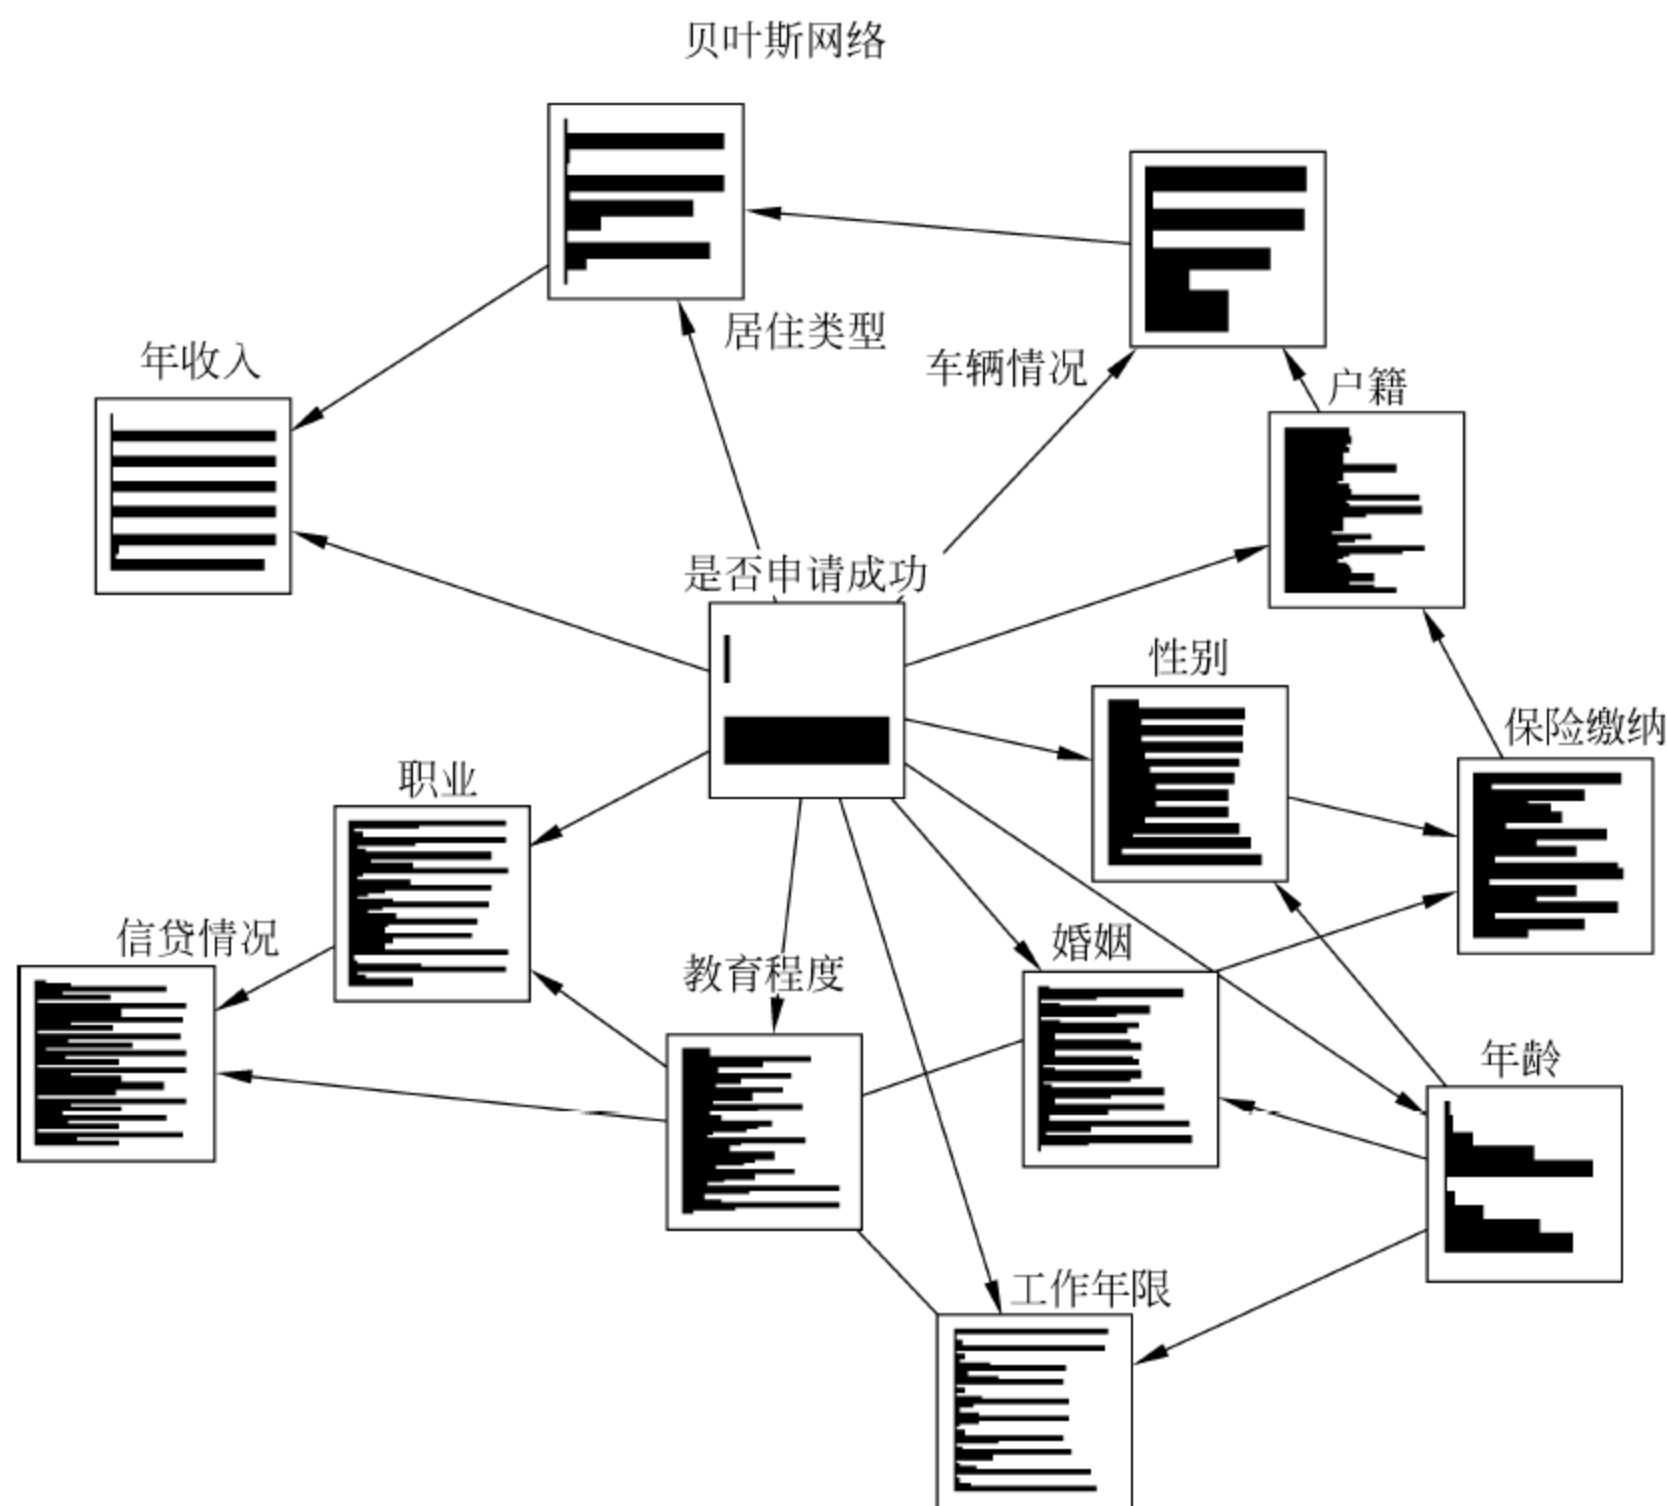 贝叶斯网络
居住类型
年收入
车辆情况
户籍
是否申请成功
性别
保险缴纳
职业
信贷情况
教育程度
婚姻
年龄
工作年限